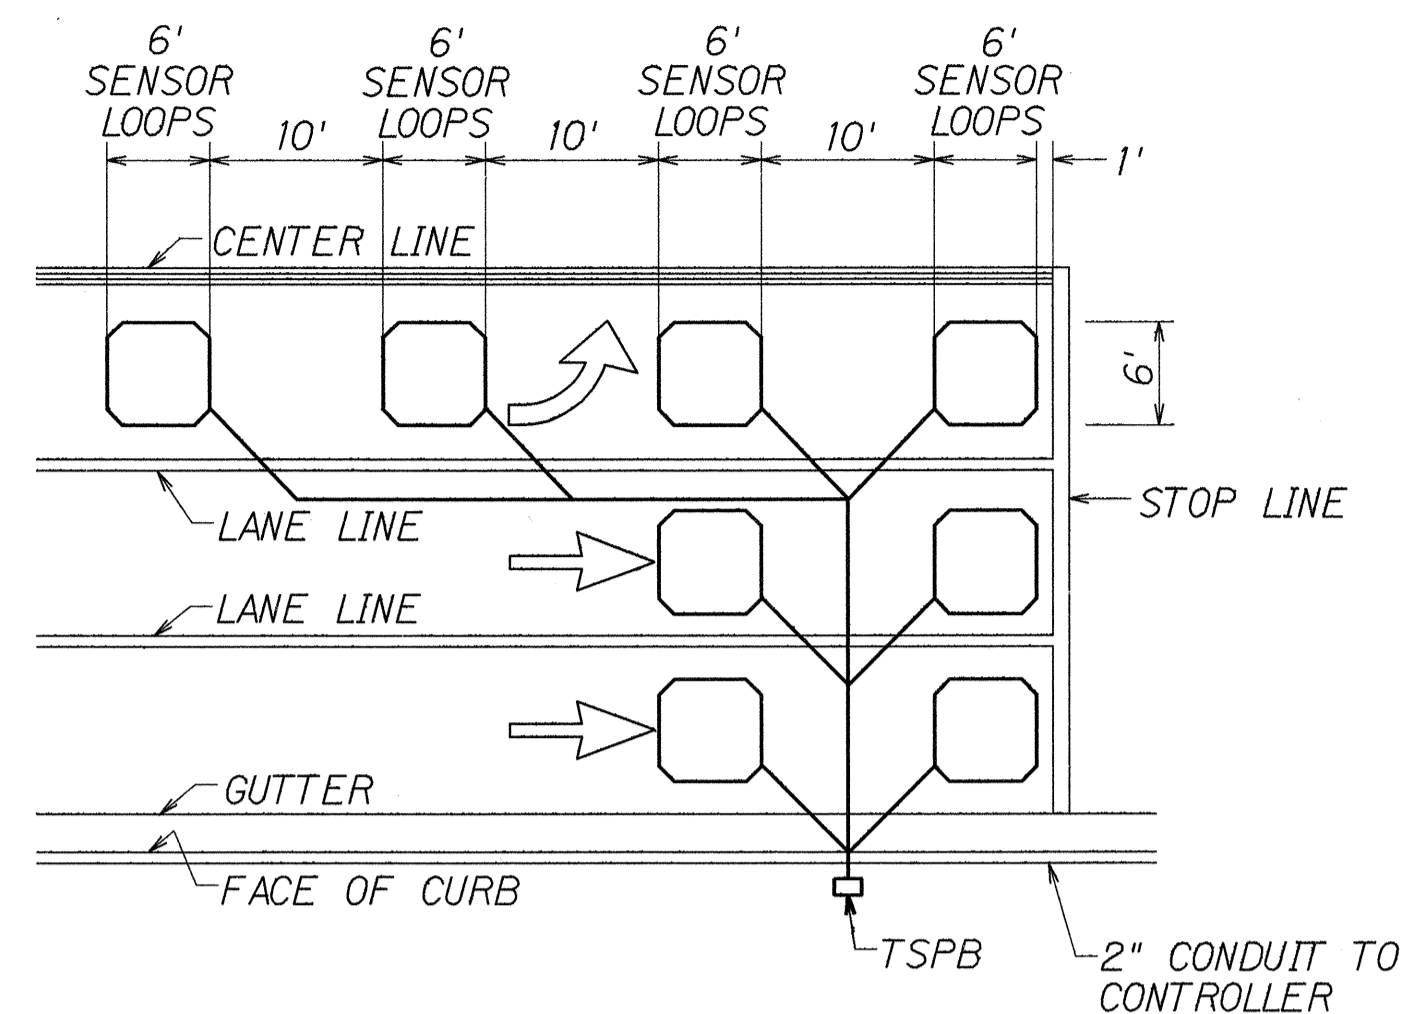 6'
SENSOR
LOOPS
6'
SENSOR
LOOPS
6'
SENSOR
LOOPS
6'
SENSOR
LOOPS
10'
10'
10'
1'
CENTER LINE
6'
LANE LINE
STOP LINE
LANE LINE
GUTTER
FACE OF CURB
TSPB
2" CONDUIT TO
CONTROLLER